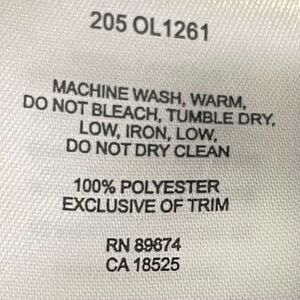 205 OL1261
MACHINE WASH, WARM,
DO NOT BLEACH, TUMBLE DRY,
LOW, IRON, LOW,
DO NOT DRY CLEAN
100% POLYESTER
EXCLUSIVE OF TRIM
RN 89674
CA 18525